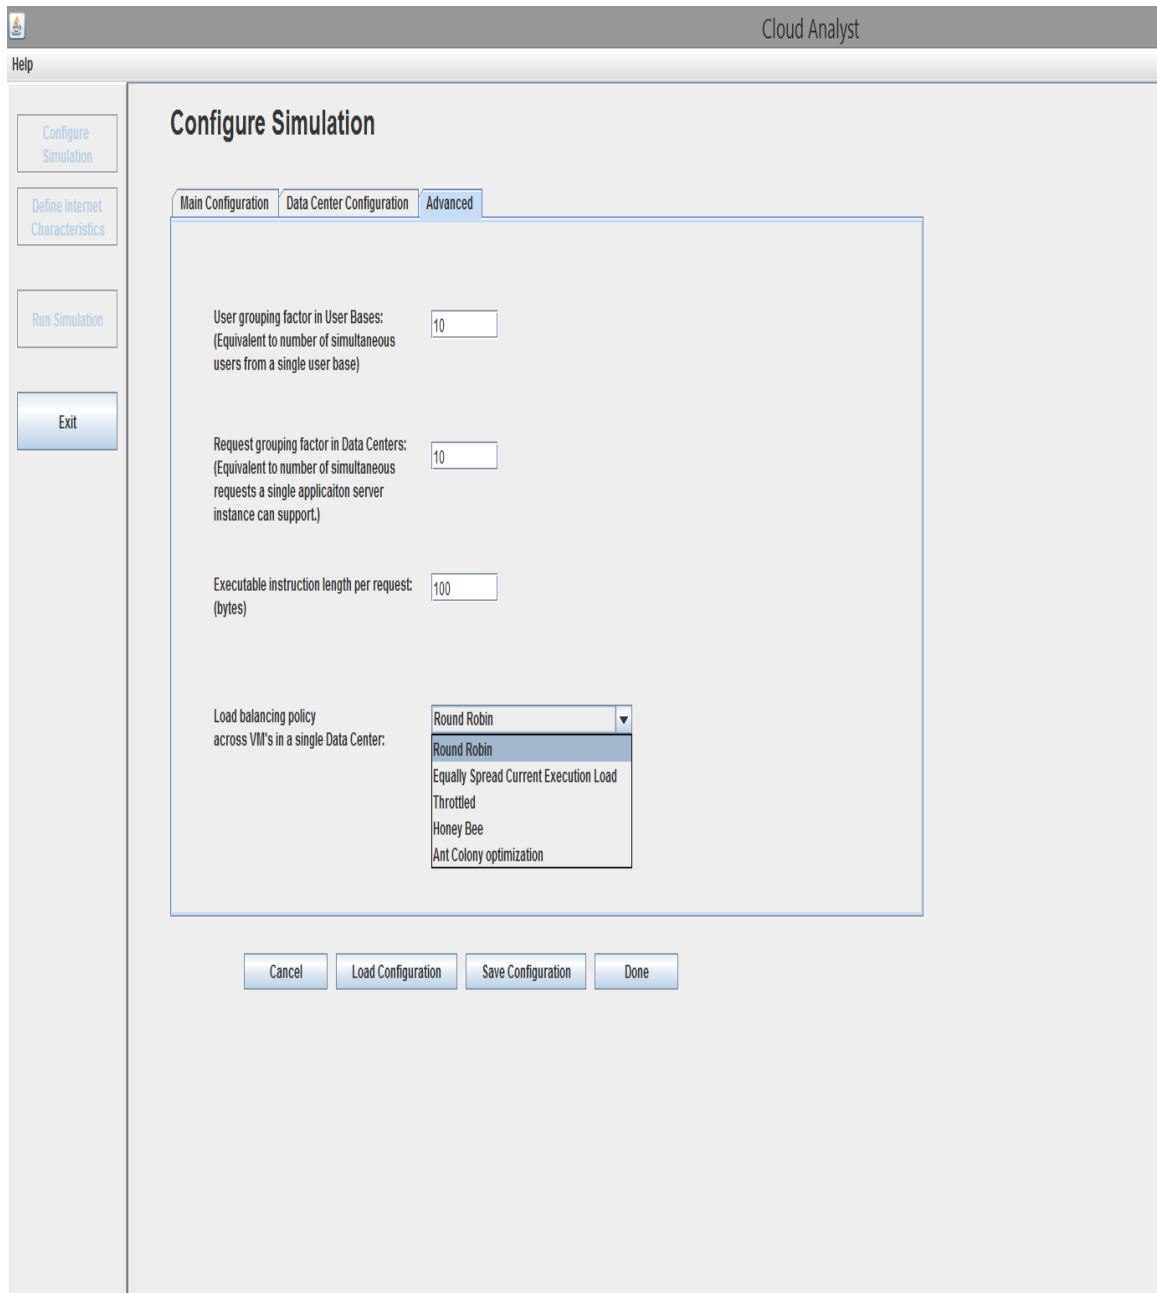 Cloud Analyst
Help
Configure
Simulation
Define Internet
Characteristics
Run Simulation
Exit
Configure Simulation
Main Configuration
Data Center Configuration
Advanced
User grouping factor in User Bases:
(Equivalent to number of simultaneous
users from a single user base)
10
Request grouping factor in Data Centers:
(Equivalent to number of simultaneous
requests a single applicaiton server
instance can support.)
10
Executable instruction length per request:
(bytes)
100
Load balancing policy
across VM's in a single Data Center:
Round Robin
Round Robin
Equally Spread Current Execution Load
Throttled
Honey Bee
Ant Colony optimization
Cancel
Load Configuration
Save Configuration
Done